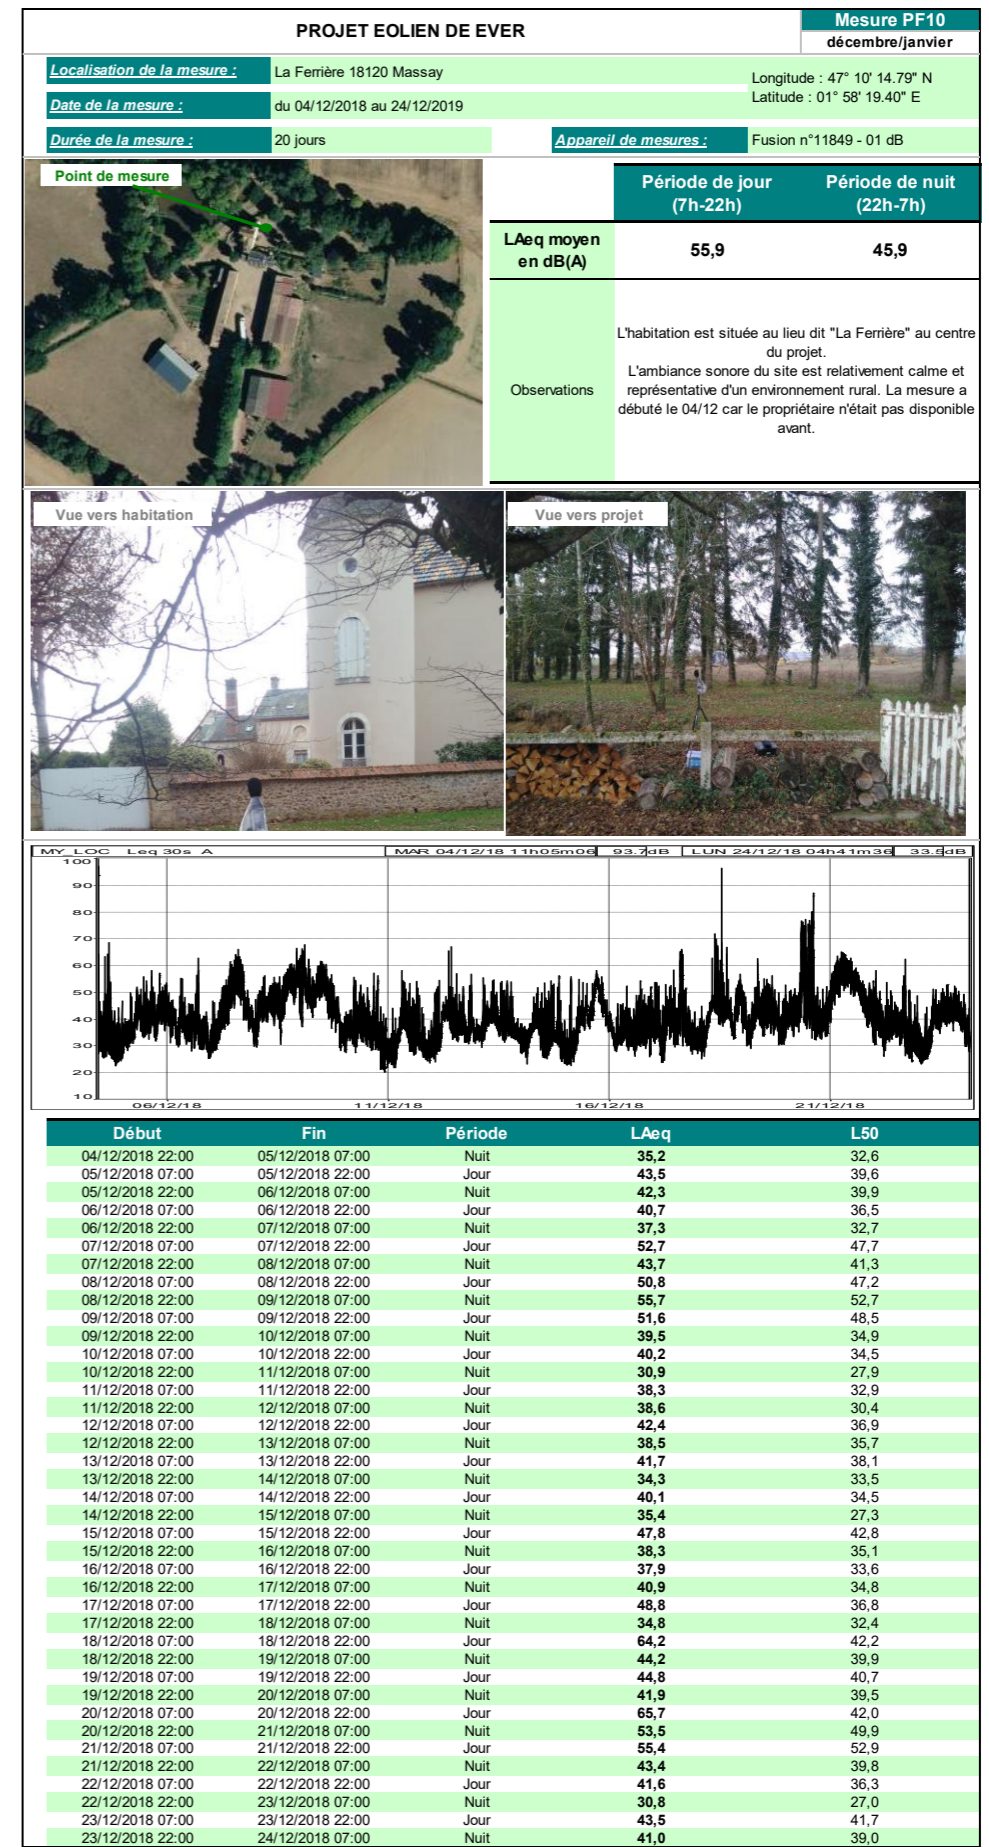 PROJET EOLIEN DE EVER
Mesure PF10
décembre/janvier
Localisation de la mesure :
La Ferrière 18120 Massay
Longitude : 47° 10' 14.79" N
Latitude : 01° 58' 19.40" E
Date de la mesure :
du 04/12/2018 au 24/12/2019
Durée de la mesure :
20 jours
Appareil de mesures :
Fusion n°11849 - 01 dB
Point de mesure
Période de jour
(7h-22h)
Période de nuit
(22h-7h)
LAeq moyen
en dB(A)
55,9
45,9
Observations
L'habitation est située au lieu dit "La Ferrière" au centre
du projet.
L'ambiance sonore du site est relativement calme et
représentative d'un environnement rural. La mesure a
débuté le 04/12 car le propriétaire n'était pas disponible
avant.
Vue vers habitation
Vue vers projet
MY_LOC Leq 30s A
MAR 04/12/18 11h05m06 93.7dB
LUN 24/12/18 04h41m36 33.5dB
100
90
80
70
60
50
40
30
20
10
06/12/18 11/12/18 16/12/18 21/12/18
Début Fin Période LAeq L50
04/12/2018 22:00 05/12/2018 07:00 Nuit 35,2 32,6
05/12/2018 07:00 05/12/2018 22:00 Jour 43,5 39,6
05/12/2018 22:00 06/12/2018 07:00 Nuit 42,3 39,9
06/12/2018 07:00 06/12/2018 22:00 Jour 40,7 36,5
06/12/2018 22:00 07/12/2018 07:00 Nuit 37,3 32,7
07/12/2018 07:00 07/12/2018 22:00 Jour 52,7 47,7
07/12/2018 22:00 08/12/2018 07:00 Nuit 43,7 41,3
08/12/2018 07:00 08/12/2018 22:00 Jour 50,8 47,2
08/12/2018 22:00 09/12/2018 07:00 Nuit 55,7 52,7
09/12/2018 07:00 09/12/2018 22:00 Jour 51,6 48,5
09/12/2018 22:00 10/12/2018 07:00 Nuit 39,5 34,9
10/12/2018 07:00 10/12/2018 22:00 Jour 40,2 34,5
10/12/2018 22:00 11/12/2018 07:00 Nuit 30,9 27,9
11/12/2018 07:00 11/12/2018 22:00 Jour 38,3 32,9
11/12/2018 22:00 12/12/2018 07:00 Nuit 38,6 30,4
12/12/2018 07:00 12/12/2018 22:00 Jour 42,4 36,9
12/12/2018 22:00 13/12/2018 07:00 Nuit 38,5 35,7
13/12/2018 07:00 13/12/2018 22:00 Jour 41,7 38,1
13/12/2018 22:00 14/12/2018 07:00 Nuit 34,3 33,5
14/12/2018 07:00 14/12/2018 22:00 Jour 40,1 34,5
14/12/2018 22:00 15/12/2018 07:00 Nuit 35,4 27,3
15/12/2018 07:00 15/12/2018 22:00 Jour 47,8 42,8
15/12/2018 22:00 16/12/2018 07:00 Nuit 38,3 35,1
16/12/2018 07:00 16/12/2018 22:00 Jour 37,9 33,6
16/12/2018 22:00 17/12/2018 07:00 Nuit 40,9 34,8
17/12/2018 07:00 17/12/2018 22:00 Jour 48,8 36,8
17/12/2018 22:00 18/12/2018 07:00 Nuit 34,8 32,4
18/12/2018 07:00 18/12/2018 22:00 Jour 64,2 42,2
18/12/2018 22:00 19/12/2018 07:00 Nuit 44,2 39,9
19/12/2018 07:00 19/12/2018 22:00 Jour 44,8 40,7
19/12/2018 22:00 20/12/2018 07:00 Nuit 41,9 39,5
20/12/2018 07:00 20/12/2018 22:00 Jour 65,7 42,0
20/12/2018 22:00 21/12/2018 07:00 Nuit 53,5 49,9
21/12/2018 07:00 21/12/2018 22:00 Jour 55,4 52,9
21/12/2018 22:00 22/12/2018 07:00 Nuit 43,4 39,8
22/12/2018 07:00 22/12/2018 22:00 Jour 41,6 36,3
22/12/2018 22:00 23/12/2018 07:00 Nuit 30,8 27,0
23/12/2018 07:00 23/12/2018 22:00 Jour 43,5 41,7
23/12/2018 22:00 24/12/2018 07:00 Nuit 41,0 39,0